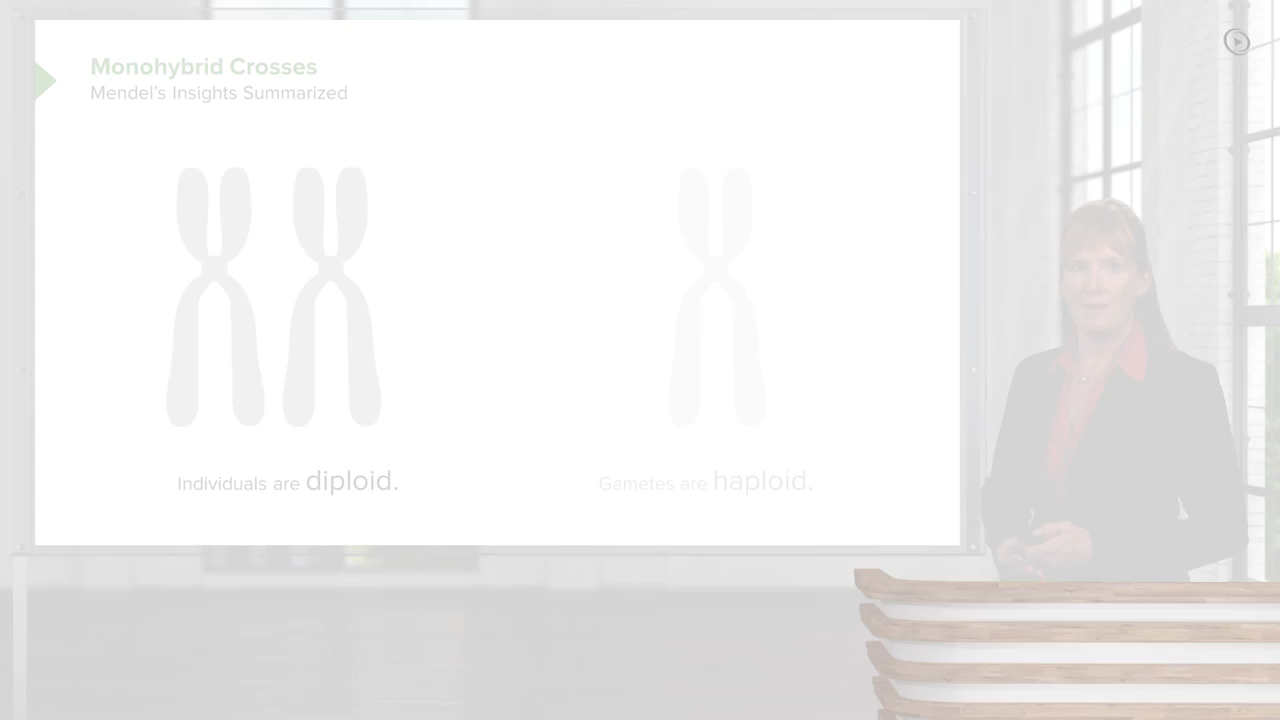 Monohybrid Crosses
Mendel's Insights Summarized
Individuals are diploid.
Gametes are haploid.